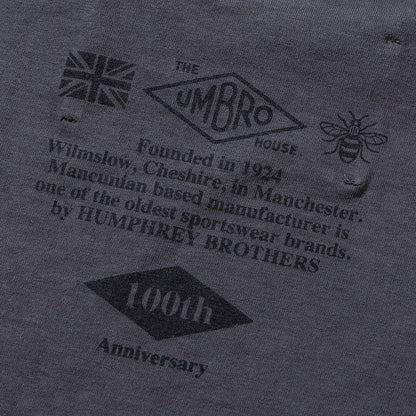 THE
UMBRO
HOUSE
Founded in 1924
Wilmslow, Cheshire, in Manchester.
Mancunian based manufacturer is
one of the oldest sportswear brands.
by HUMPHREY BROTHERS
100th
Anniversary